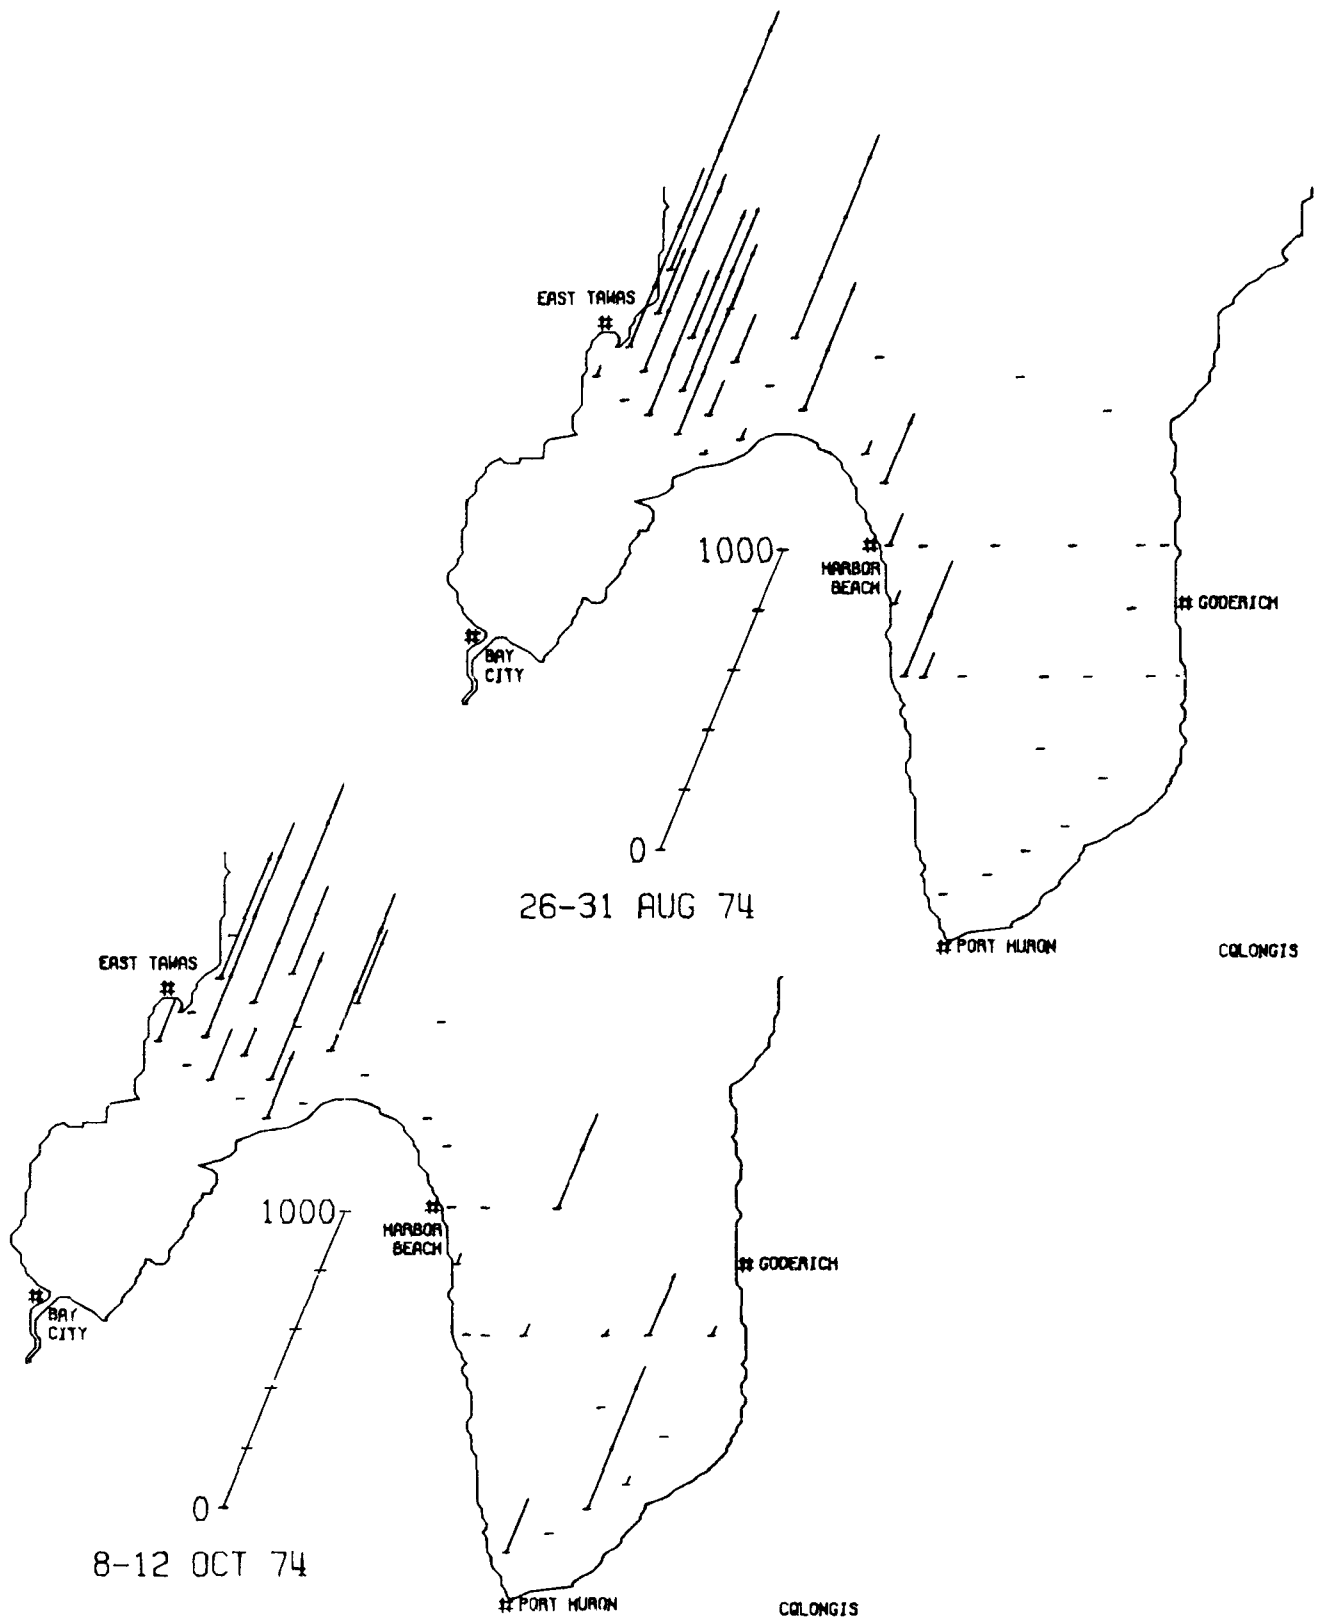 EAST TAWAS
#
1000
#
HARBOR
BEACH
# GODERICH
#
BAY
CITY
0
26-31 AUG 74
# PORT HURON
CQLONGIS
EAST TAWAS
#
1000
#
HARBOR
BEACH
# GODERICH
#
BAY
CITY
0
8-12 OCT 74
# PORT HURON
CQLONGIS